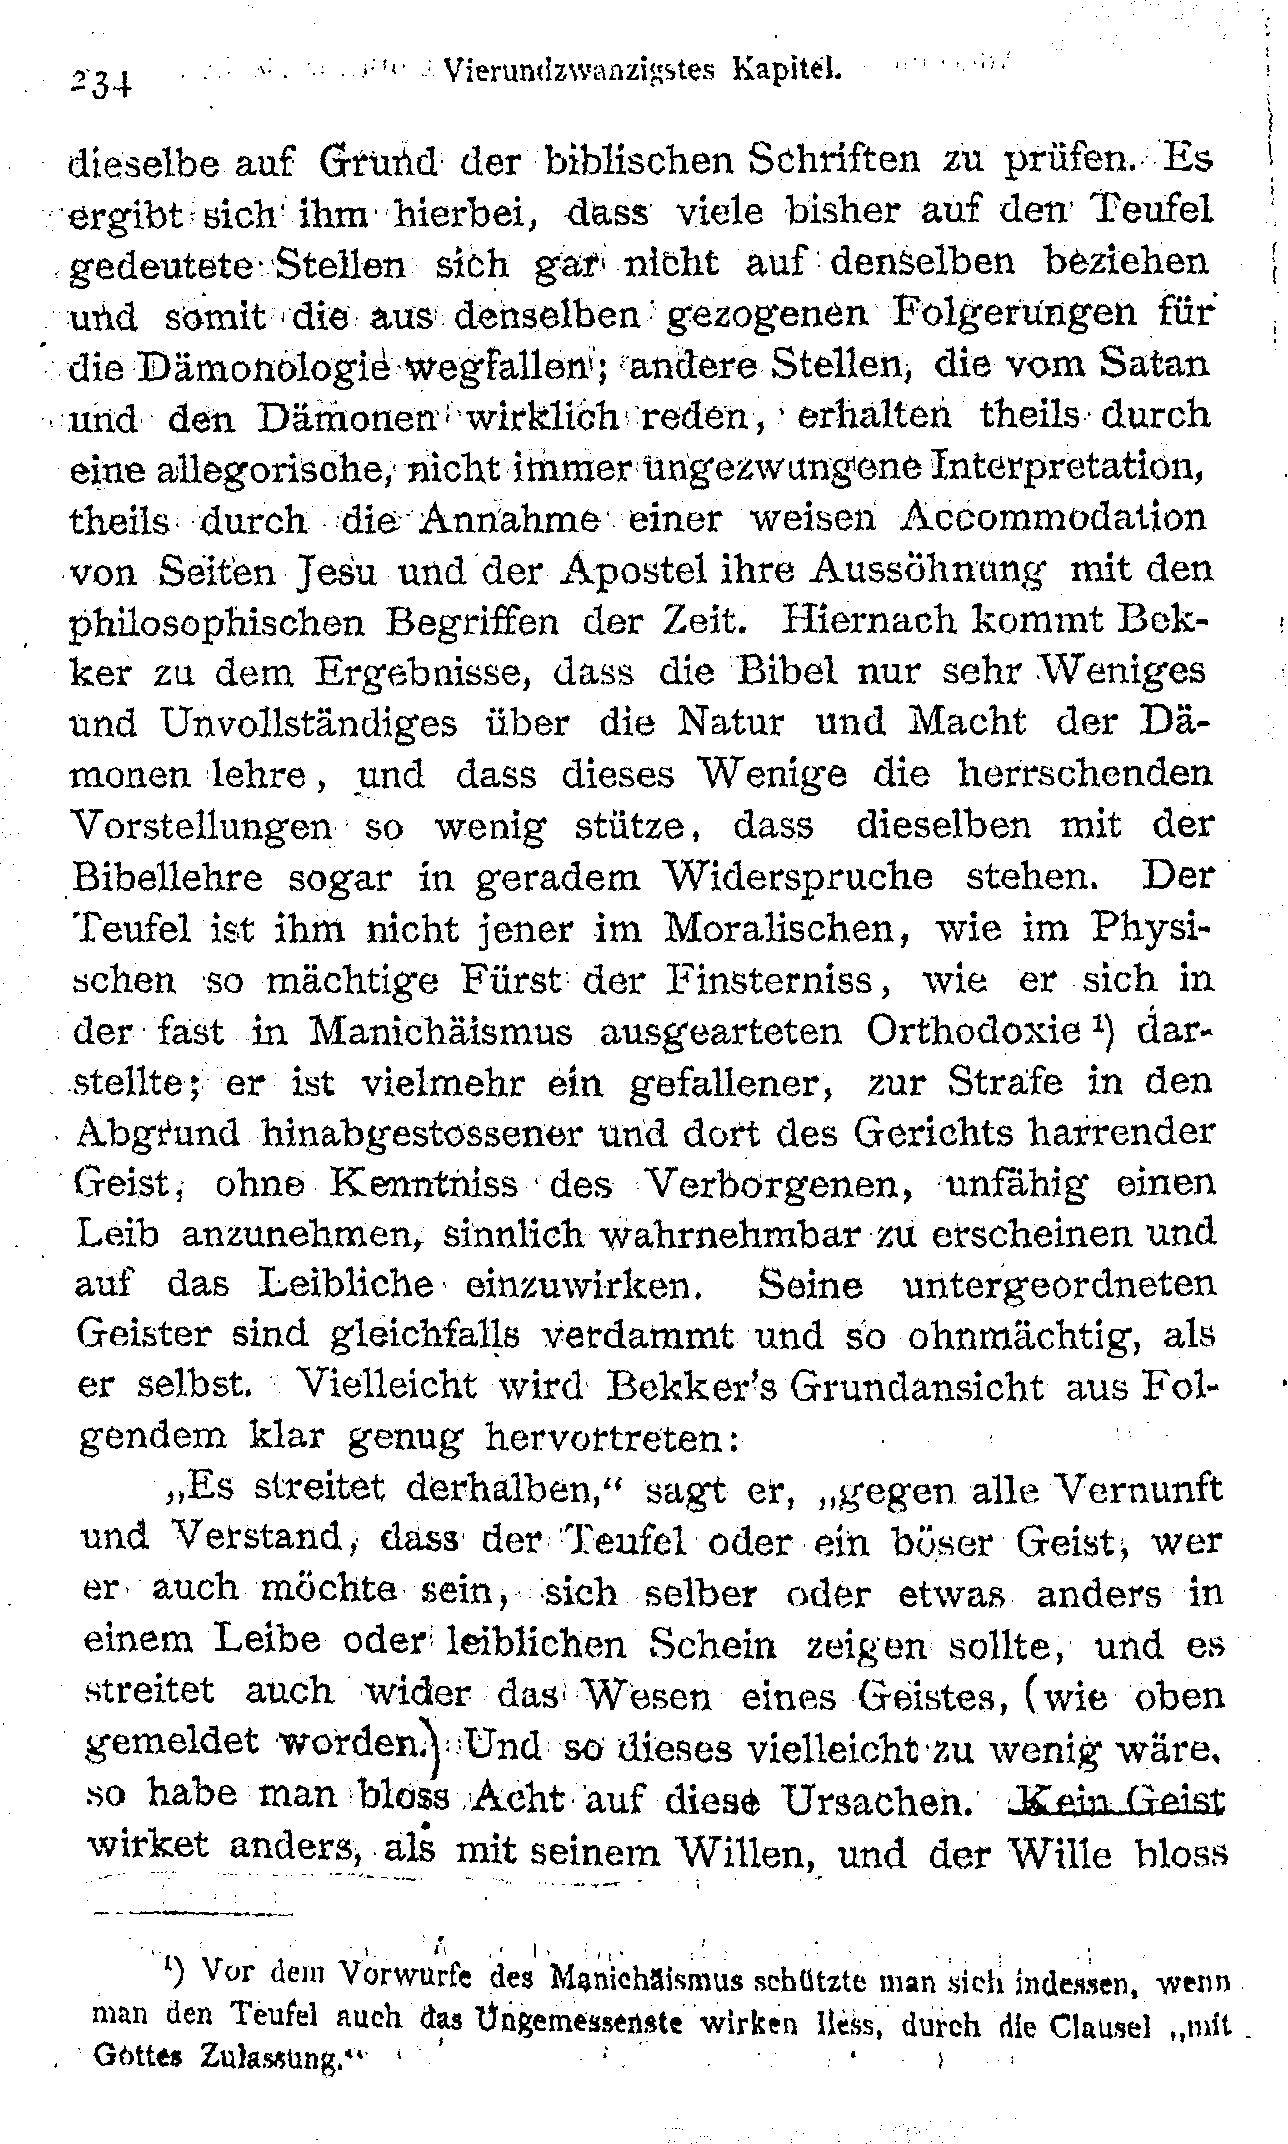 234
Vierundzwanzigstes Kapitel.
dieselbe auf Grund der biblischen Schriften zu prüfen. Es
ergibt sich ihm hierbei, dass viele bisher auf den Teufel
gedeutete Stellen sich gar nicht auf denselben beziehen
und somit die aus denselben gezogenen Folgerungen für
die Dämonologie wegfallen; andere Stellen, die vom Satan
und den Dämonen wirklich reden, erhalten theils durch
eine allegorische, nicht immer ungezwungene Interpretation,
theils durch die Annahme einer weisen Accommodation
von Seiten Jesu und der Apostel ihre Aussöhnung mit den
philosophischen Begriffen der Zeit. Hiernach kommt Bek-
ker zu dem Ergebnisse, dass die Bibel nur sehr Weniges
und Unvollständiges über die Natur und Macht der Dä-
monen lehre, und dass dieses Wenige die herrschenden
Vorstellungen so wenig stütze, dass dieselben mit der
Bibellehre sogar in geradem Widerspruche stehen. Der
Teufel ist ihm nicht jener im Moralischen, wie im Physi-
schen so mächtige Fürst der Finsterniss, wie er sich in
der fast in Manichäismus ausgearteten Orthodoxie ¹) dar-
stellte; er ist vielmehr ein gefallener, zur Strafe in den
Abgrund hinabgestossener und dort des Gerichts harrender
Geist, ohne Kenntniss des Verborgenen, unfähig einen
Leib anzunehmen, sinnlich wahrnehmbar zu erscheinen und
auf das Leibliche einzuwirken. Seine untergeordneten
Geister sind gleichfalls verdammt und so ohnmächtig, als
er selbst. Vielleicht wird Bekker's Grundansicht aus Fol-
gendem klar genug hervortreten:
„Es streitet derhalben,“ sagt er, „gegen alle Vernunft
und Verstand, dass der Teufel oder ein böser Geist, wer
er auch möchte sein, sich selber oder etwas anders in
einem Leibe oder leiblichen Schein zeigen sollte, und es
streitet auch wider das Wesen eines Geistes, (wie oben
gemeldet worden.) Und so dieses vielleicht zu wenig wäre,
so habe man bloss Acht auf diese Ursachen. Kein Geist
wirket anders, als mit seinem Willen, und der Wille bloss
¹) Vor dem Vorwurfe des Manichäismus schützte man sich indessen, wenn
man den Teufel auch das Ungemessenste wirken liess, durch die Clausel „mit
Gottes Zulassung.“